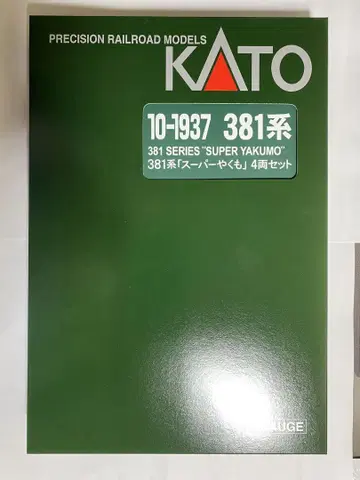 PRECISION RAILROAD MODELS
KATO
10-1937 381系
381 SERIES "SUPER YAKUMO"
381系「スーパーやくも」 4両セット